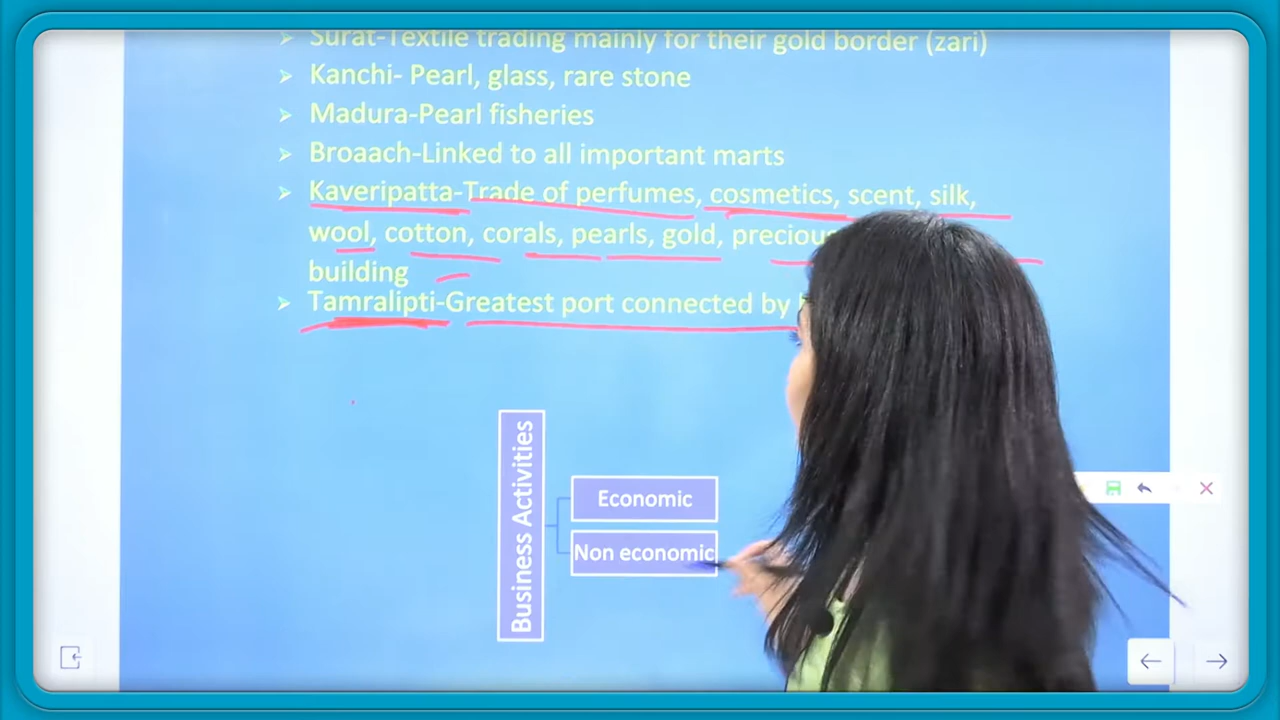 Surat-Textile trading mainly for their gold border (zari)
Kanchi- Pearl, glass, rare stone
Madura-Pearl fisheries
Broaach-Linked to all important marts
Kaveripatta-Trade of perfumes, cosmetics, scent, silk,
wool, cotton, corals, pearls, gold, precious
building
Tamralipti-Greatest port connected by
Business Activities
Economic
Non economic